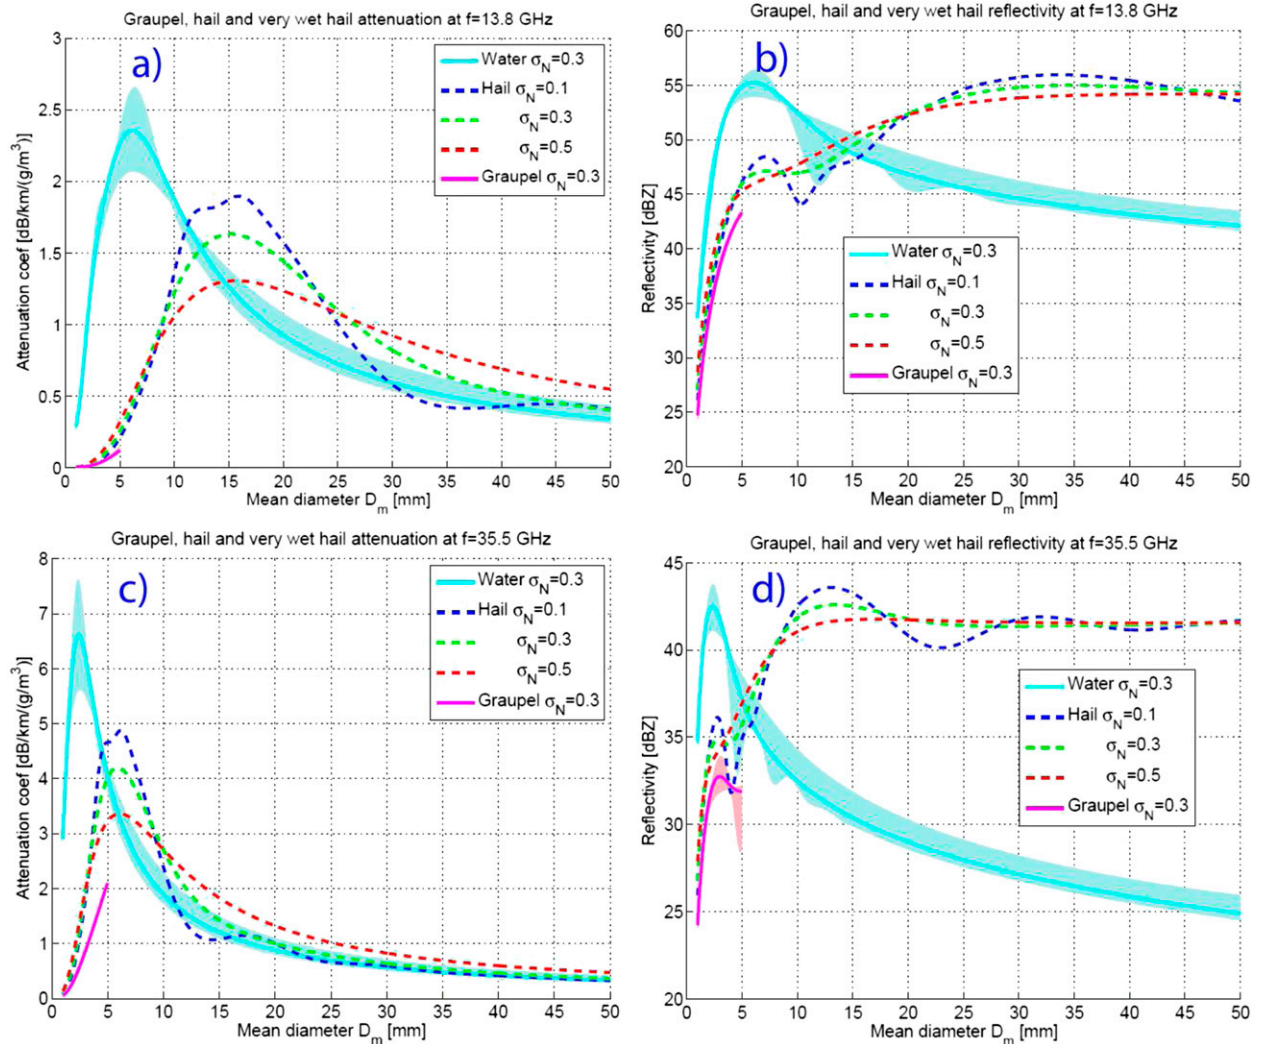 Graupel, hail and very wet hail attenuation at f=13.8 GHz
a)
3
2.5
2
1.5
1
0.5
0
Attenuation coef [dB/km/(g/m³)]
Water σN=0.3
Hail σN=0.1
σN=0.3
σN=0.5
Graupel σN=0.3
0 5 10 15 20 25 30 35 40 45 50
Mean diameter Dm [mm]
Graupel, hail and very wet hail reflectivity at f=13.8 GHz
b)
60
55
50
45
40
35
30
25
20
Reflectivity [dBZ]
Water σN=0.3
Hail σN=0.1
σN=0.3
σN=0.5
Graupel σN=0.3
0 5 10 15 20 25 30 35 40 45 50
Mean diameter Dm [mm]
Graupel, hail and very wet hail attenuation at f=35.5 GHz
c)
8
7
6
5
4
3
2
1
0
Attenuation coef [dB/km/(g/m³)]
Water σN=0.3
Hail σN=0.1
σN=0.3
σN=0.5
Graupel σN=0.3
0 5 10 15 20 25 30 35 40 45 50
Mean diameter Dm [mm]
Graupel, hail and very wet hail reflectivity at f=35.5 GHz
d)
45
40
35
30
25
20
Reflectivity [dBZ]
Water σN=0.3
Hail σN=0.1
σN=0.3
σN=0.5
Graupel σN=0.3
0 5 10 15 20 25 30 35 40 45 50
Mean diameter Dm [mm]